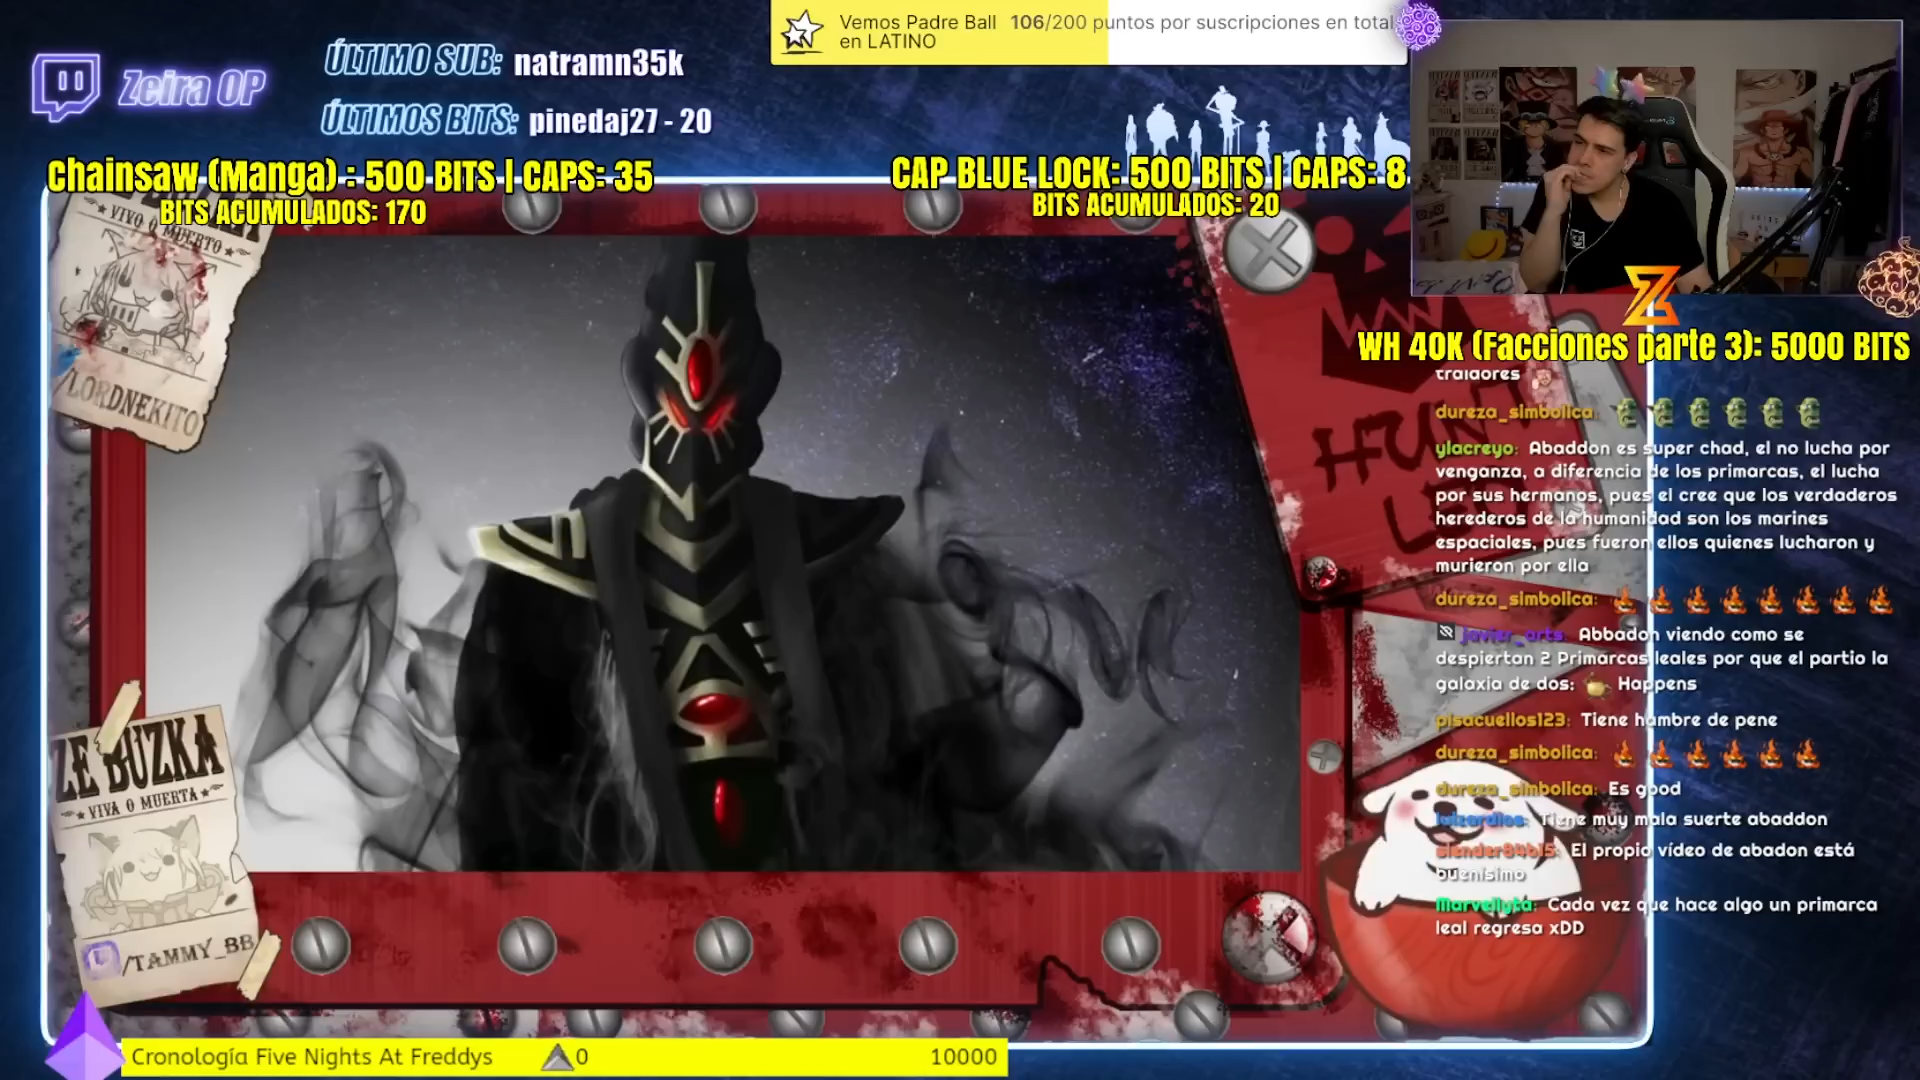 Vemos Padre Ball 106/200 puntos por suscripciones en total
en LATINO
Zeira OP
ÚLTIMO SUB: natramn35k
ÚLTIMOS BITS: pinedaj27 - 20
Chainsaw (Manga) : 500 BITS | CAPS: 35
BITS ACUMULADOS: 170
CAP BLUE LOCK: 500 BITS | CAPS: 8
BITS ACUMULADOS: 20
VIVO O MUERTO
/LORDNEKITO
WH 40K (Facciones parte 3): 5000 BITS
traidores
dureza_simbolica:
ylacreyo: Abaddon es super chad, el no lucha por
venganza, a diferencia de los primarcas, el lucha
por sus hermanos, pues el cree que los verdaderos
herederos de la humanidad son los marines
espaciales, pues fueron ellos quienes lucharon y
murieron por ella
dureza_simbolica:
javier_arts: Abbadon viendo como se
despiertan 2 Primarcas leales por que el partio la
galaxia de dos: Happens
pisacuellos123: Tiene hambre de pene
dureza_simbolica:
dureza_simbolica: Es good
luizardios: Tiene muy mala suerte abaddon
slender84bl5: El propio vídeo de abadon está
buenísimo
Marvellyta: Cada vez que hace algo un primarca
leal regresa xDD
ZE BUZKA
VIVA O MUERTA
/TAMMY_BB
Cronología Five Nights At Freddys 0 10000